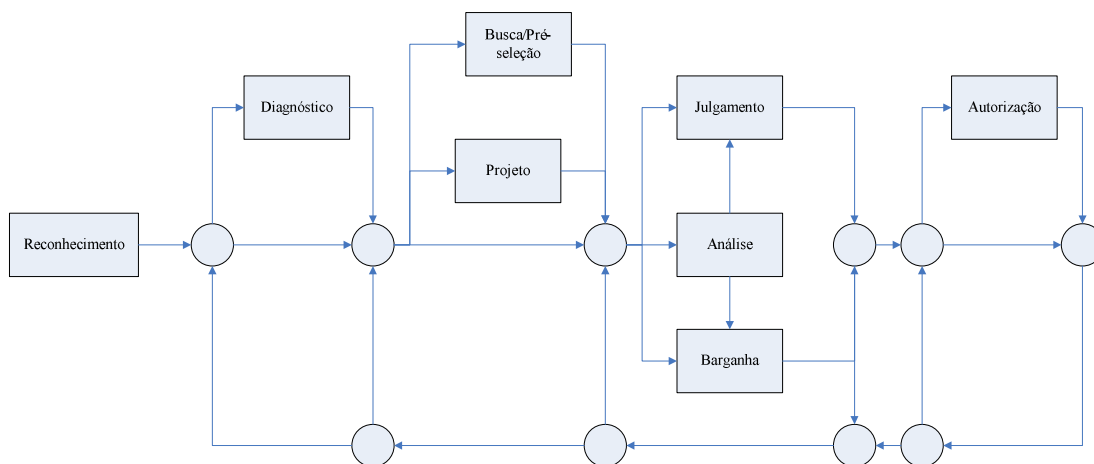 Busca/Pré-
seleção
Diagnóstico
Julgamento
Autorização
Projeto
Reconhecimento
Análise
Barganha